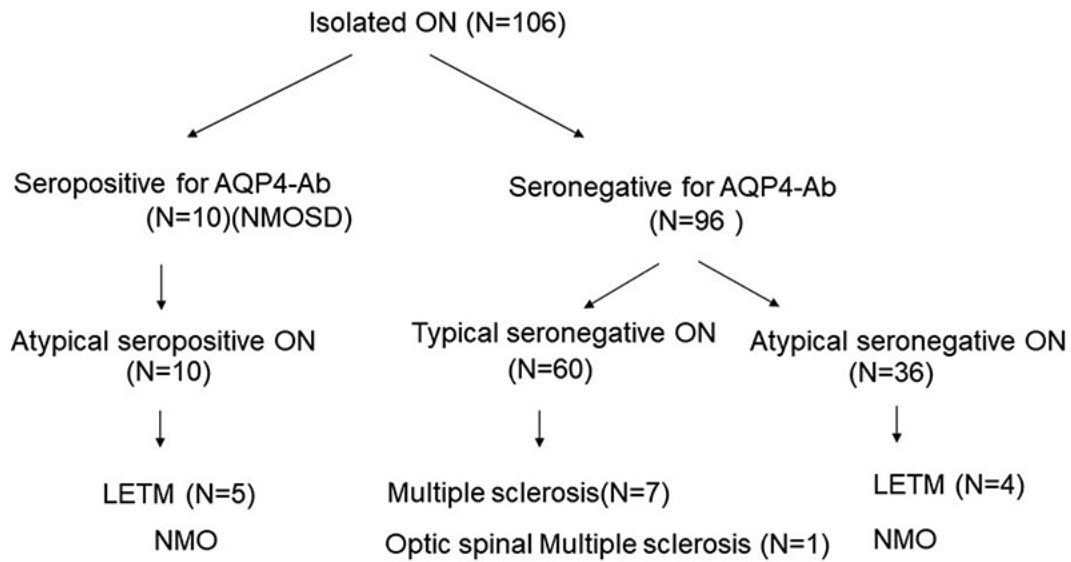 Isolated ON (N=106)
Seropositive for AQP4-Ab
(N=10)(NMOSD)
Seronegative for AQP4-Ab
(N=96 )
Atypical seropositive ON
(N=10)
Typical seronegative ON
(N=60)
Atypical seronegative ON
(N=36)
LETM (N=5)
NMO
Multiple sclerosis(N=7)
Optic spinal Multiple sclerosis (N=1)
LETM (N=4)
NMO